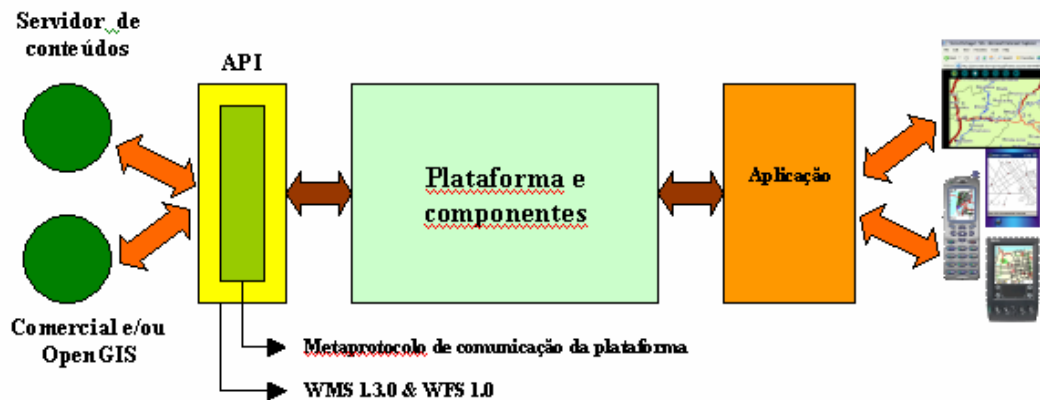 Servidor de
conteúdos
API
Plataforma e
componentes
Aplicação
Comercial e/ou
OpenGIS
Metaprotocolo de comunicação da plataforma
WMS 1.3.0 & WFS 1.0